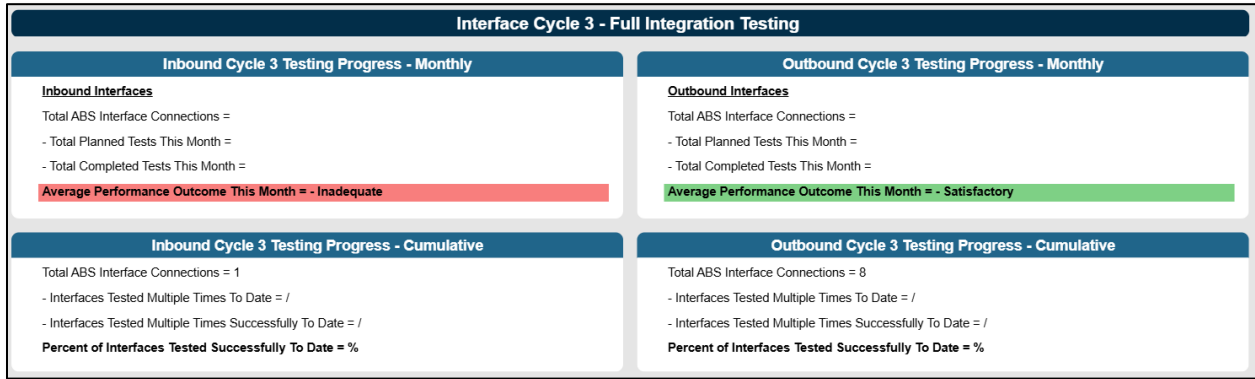 Interface Cycle 3 - Full Integration Testing
Inbound Cycle 3 Testing Progress - Monthly
Inbound Interfaces
Total ABS Interface Connections =
- Total Planned Tests This Month =
- Total Completed Tests This Month =
Average Performance Outcome This Month = - Inadequate
Outbound Cycle 3 Testing Progress - Monthly
Outbound Interfaces
Total ABS Interface Connections =
- Total Planned Tests This Month =
- Total Completed Tests This Month =
Average Performance Outcome This Month = - Satisfactory
Inbound Cycle 3 Testing Progress - Cumulative
Total ABS Interface Connections = 1
- Interfaces Tested Multiple Times To Date = /
- Interfaces Tested Multiple Times Successfully To Date = /
Percent of Interfaces Tested Successfully To Date = %
Outbound Cycle 3 Testing Progress - Cumulative
Total ABS Interface Connections = 8
- Interfaces Tested Multiple Times To Date = /
- Interfaces Tested Multiple Times Successfully To Date = /
Percent of Interfaces Tested Successfully To Date = %